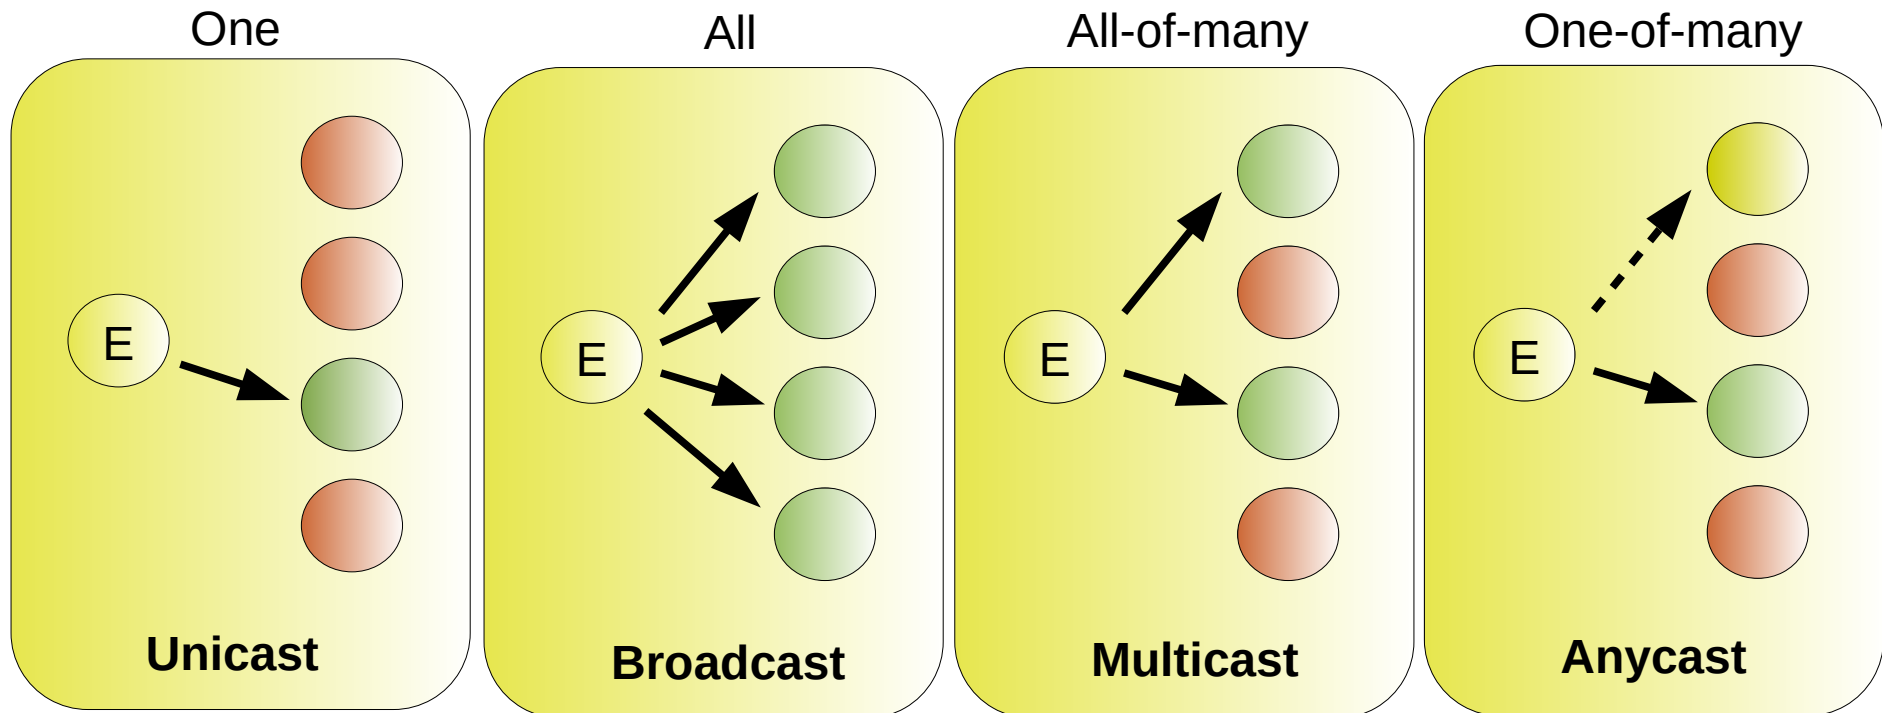 One
E
Unicast
All
E
Broadcast
All-of-many
E
Multicast
One-of-many
E
Anycast